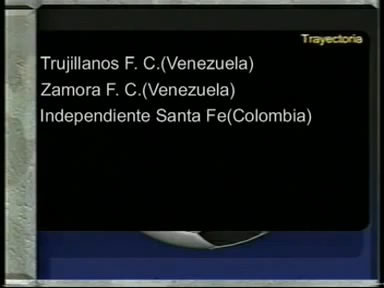 Trayectoria
Trujillanos F. C.(Venezuela)
Zamora F. C.(Venezuela)
Independiente Santa Fe(Colombia)